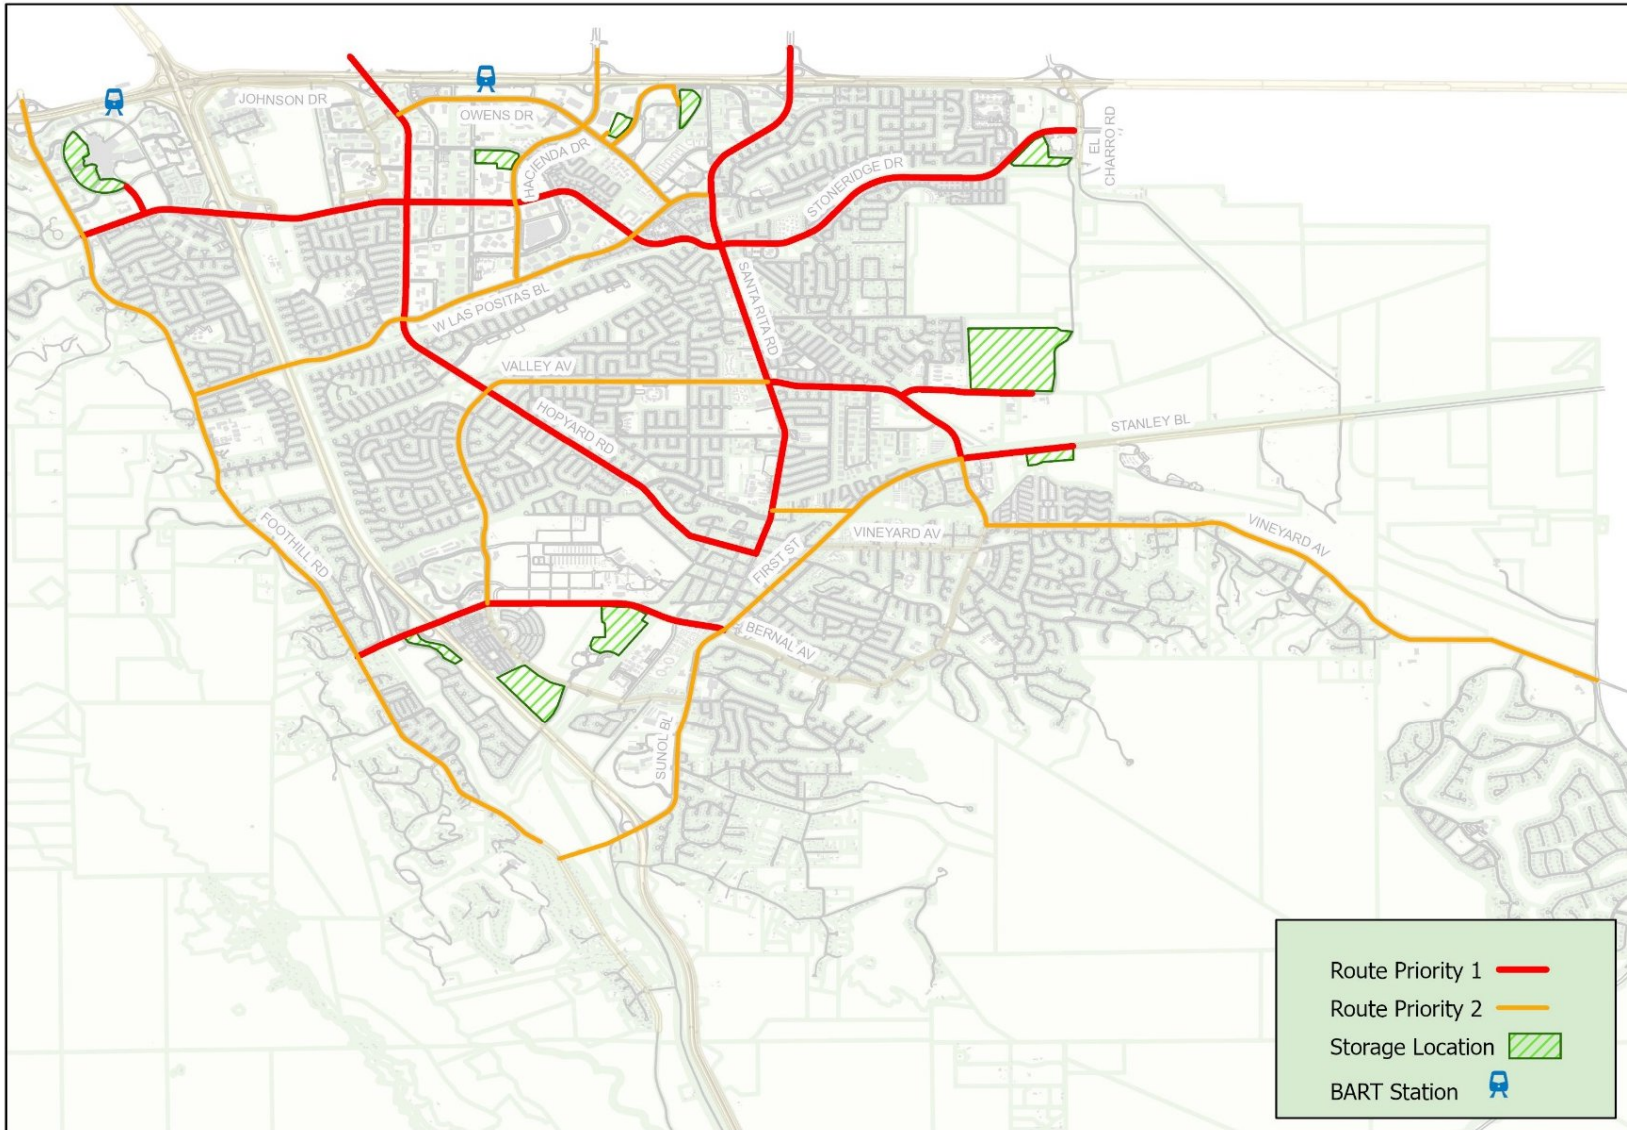 JOHNSON DR
OWENS DR
HACIENDA DR
EL
CHARRO RD
STONERIDGE DR
W LAS POSITAS BL
SANTA RITA RD
VALLEY AV
HOPYARD RD
STANLEY BL
VINEYARD AV
VINEYARD AV
FOOTHILL RD
FIRST ST
BERNAL AV
SUNOL BL
Route Priority 1
Route Priority 2
Storage Location
BART Station